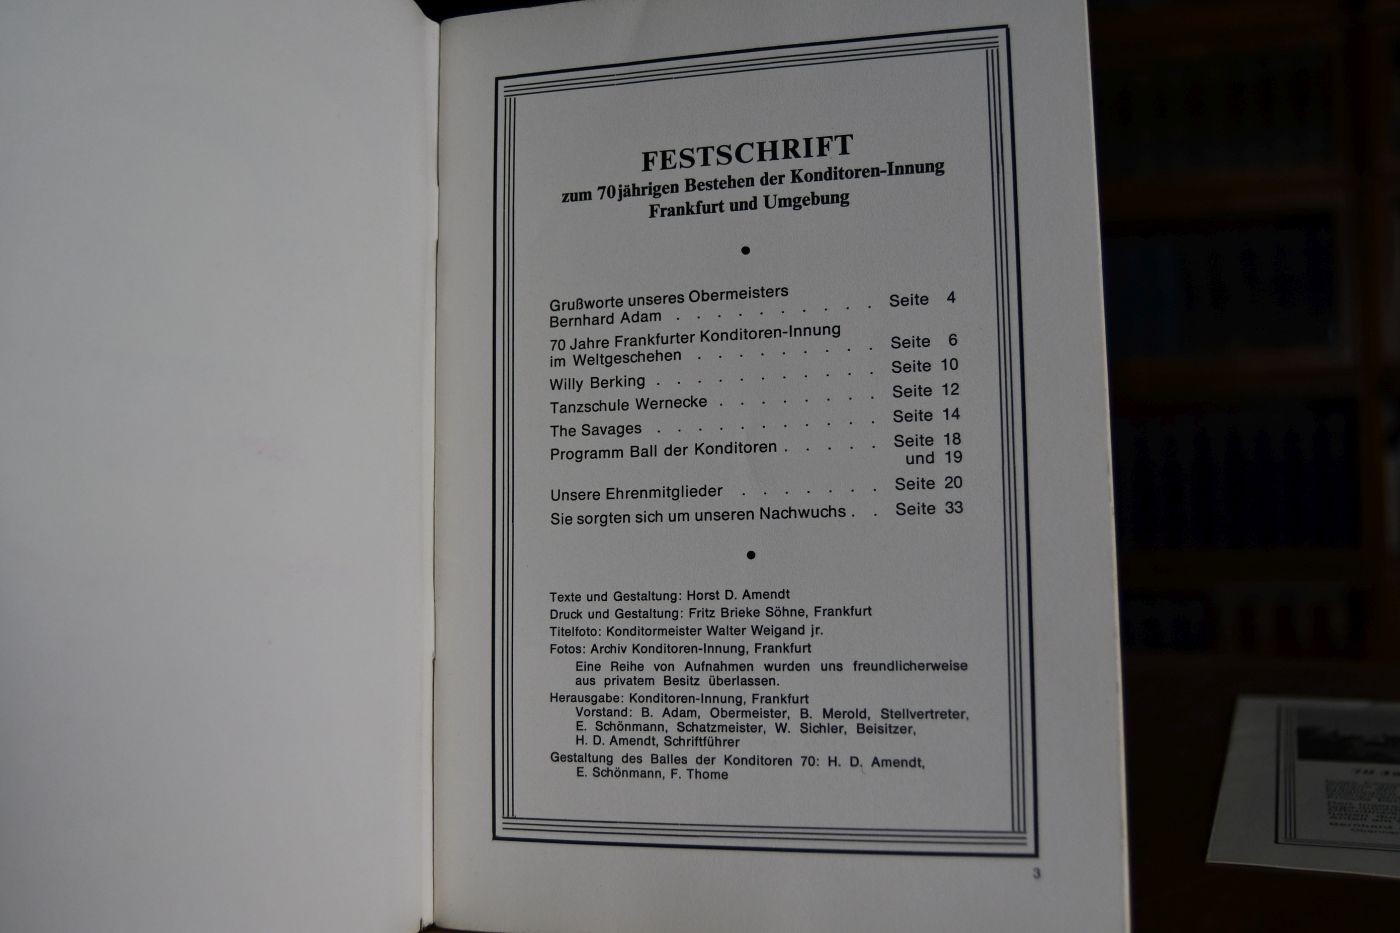 FESTSCHRIFT
zum 70jährigen Bestehen der Konditoren-Innung
Frankfurt und Umgebung
•
Grußworte unseres Obermeisters
Bernhard Adam . . . . . . . . . . Seite 4
70 Jahre Frankfurter Konditoren-Innung
im Weltgeschehen . . . . . . . . . Seite 6
Willy Berking . . . . . . . . . . . Seite 10
Tanzschule Wernecke . . . . . . . . Seite 12
The Savages . . . . . . . . . . . Seite 14
Programm Ball der Konditoren . . . . . Seite 18
und 19
Unsere Ehrenmitglieder . . . . . . . Seite 20
Sie sorgten sich um unseren Nachwuchs . . Seite 33
•
Texte und Gestaltung: Horst D. Amendt
Druck und Gestaltung: Fritz Brieke Söhne, Frankfurt
Titelfoto: Konditormeister Walter Weigand jr.
Fotos: Archiv Konditoren-Innung, Frankfurt
Eine Reihe von Aufnahmen wurden uns freundlicherweise
aus privatem Besitz überlassen.
Herausgabe: Konditoren-Innung, Frankfurt
Vorstand: B. Adam, Obermeister, B. Merold, Stellvertreter,
E. Schönmann, Schatzmeister, W. Sichler, Beisitzer,
H. D. Amendt, Schriftführer
Gestaltung des Balles der Konditoren 70: H. D. Amendt,
E. Schönmann, F. Thome
3